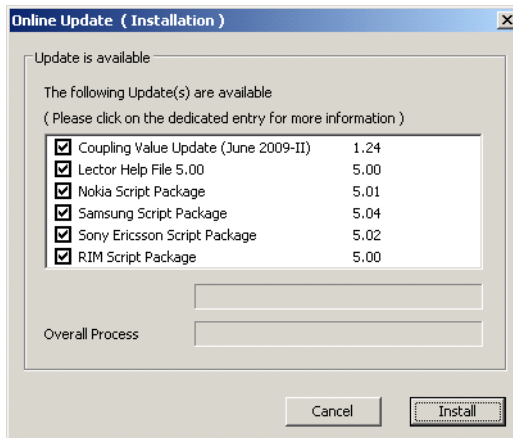 Online Update ( Installation )
Update is available
The following Update(s) are available
( Please click on the dedicated entry for more information )
Coupling Value Update (June 2009-II) 1.24
Lector Help File 5.00 5.00
Nokia Script Package 5.01
Samsung Script Package 5.04
Sony Ericsson Script Package 5.02
RIM Script Package 5.00
Overall Process
Cancel Install